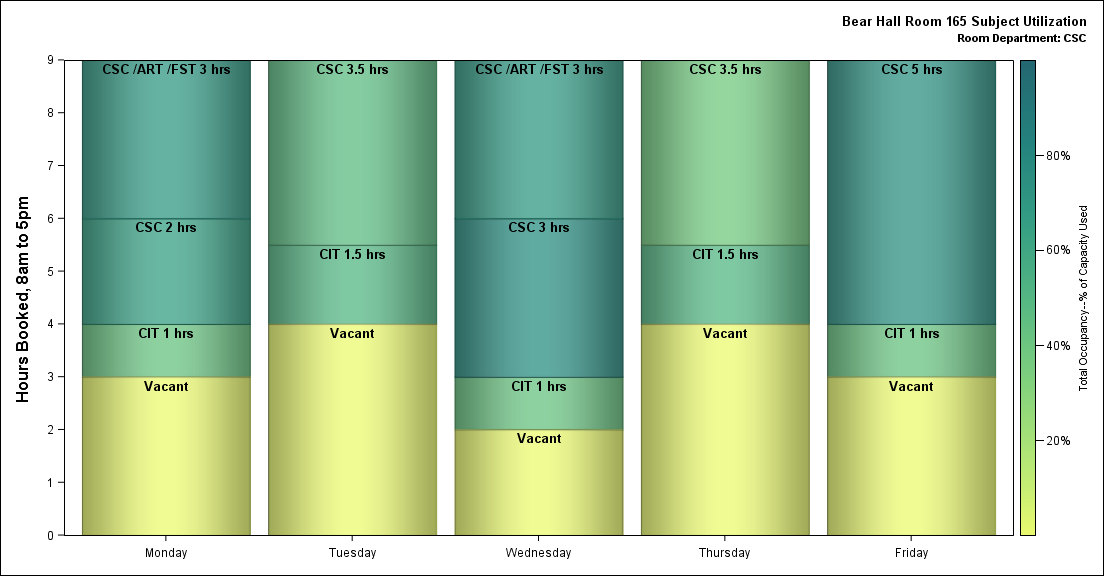 Bear Hall Room 165 Subject Utilization
Room Department: CSC
Hours Booked, 8am to 5pm
9
8
7
6
5
4
3
2
1
0
CSC /ART /FST 3 hrs
CSC 2 hrs
CIT 1 hrs
Vacant
CSC 3.5 hrs
CIT 1.5 hrs
Vacant
CSC /ART /FST 3 hrs
CSC 3 hrs
CIT 1 hrs
Vacant
CSC 3.5 hrs
CIT 1.5 hrs
Vacant
CSC 5 hrs
CIT 1 hrs
Vacant
Monday
Tuesday
Wednesday
Thursday
Friday
80%
60%
40%
20%
Total Occupancy--% of Capacity Used